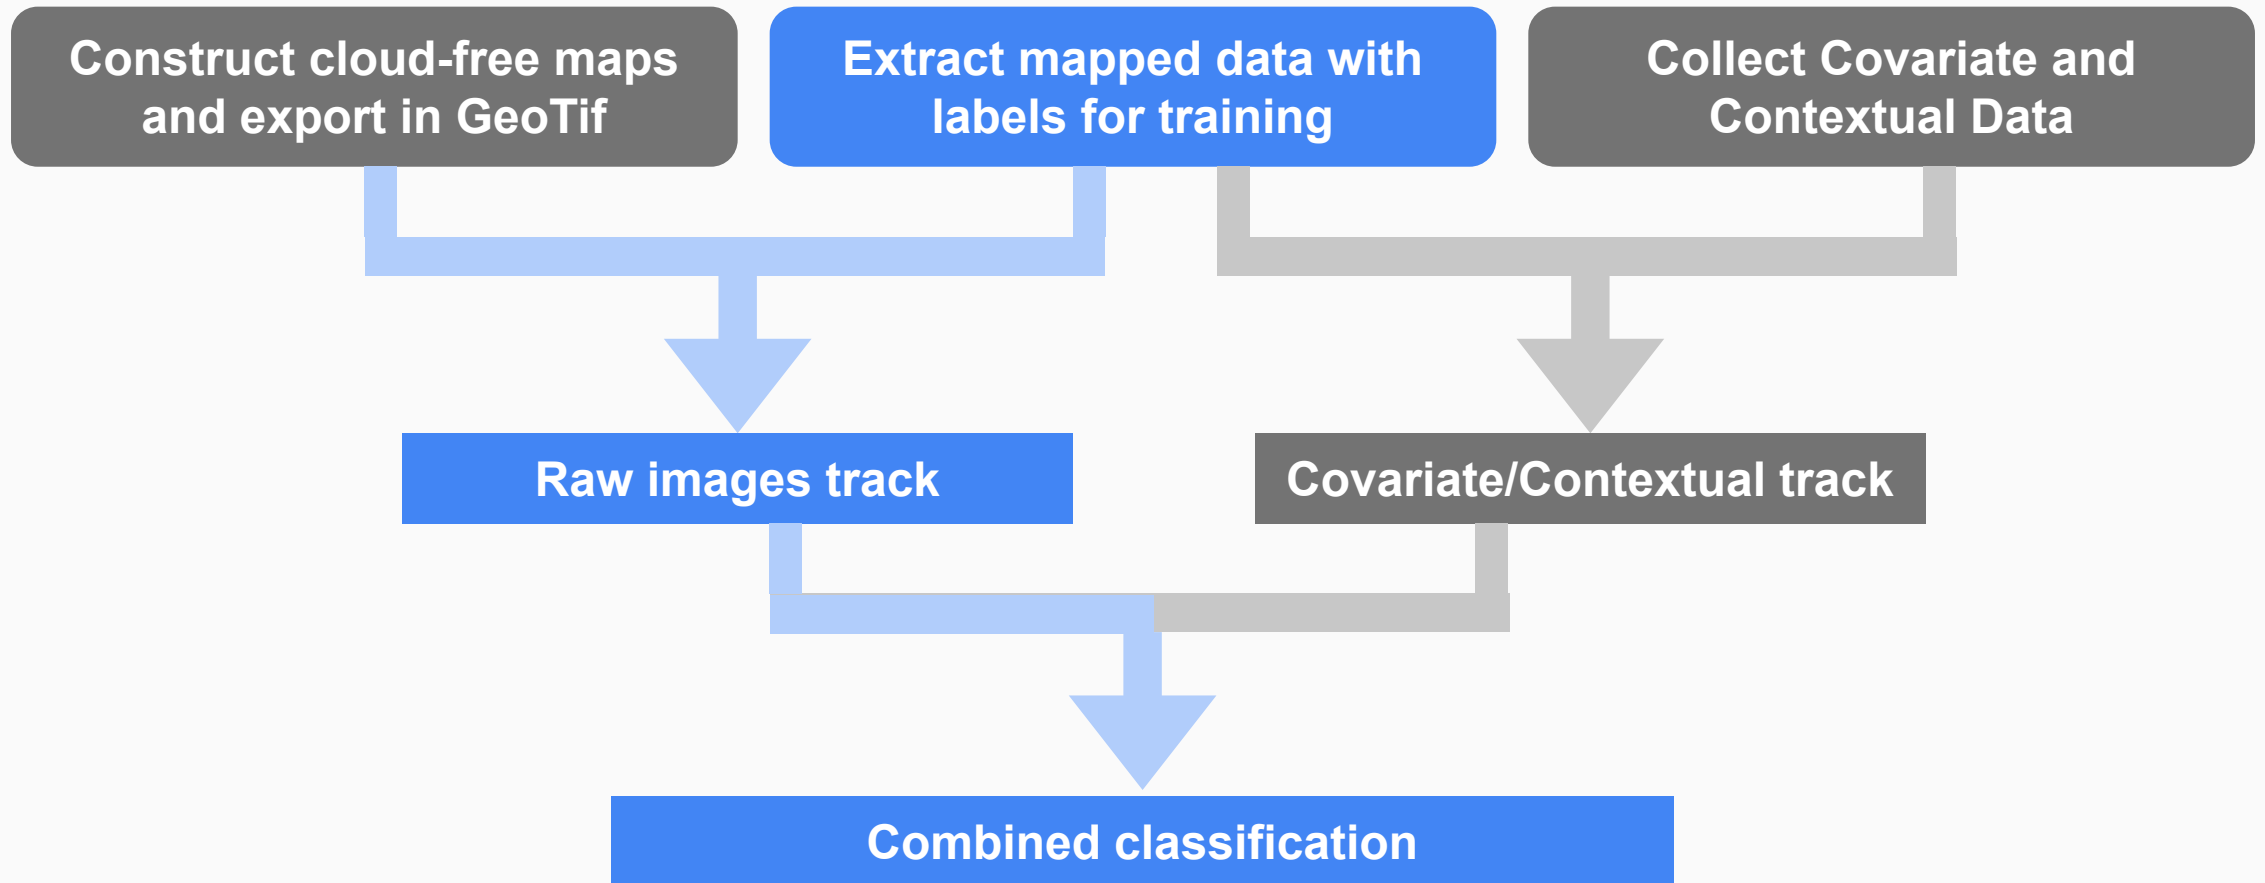 Construct cloud-free maps
and export in GeoTif
Extract mapped data with
labels for training
Collect Covariate and
Contextual Data
Raw images track
Covariate/Contextual track
Combined classification